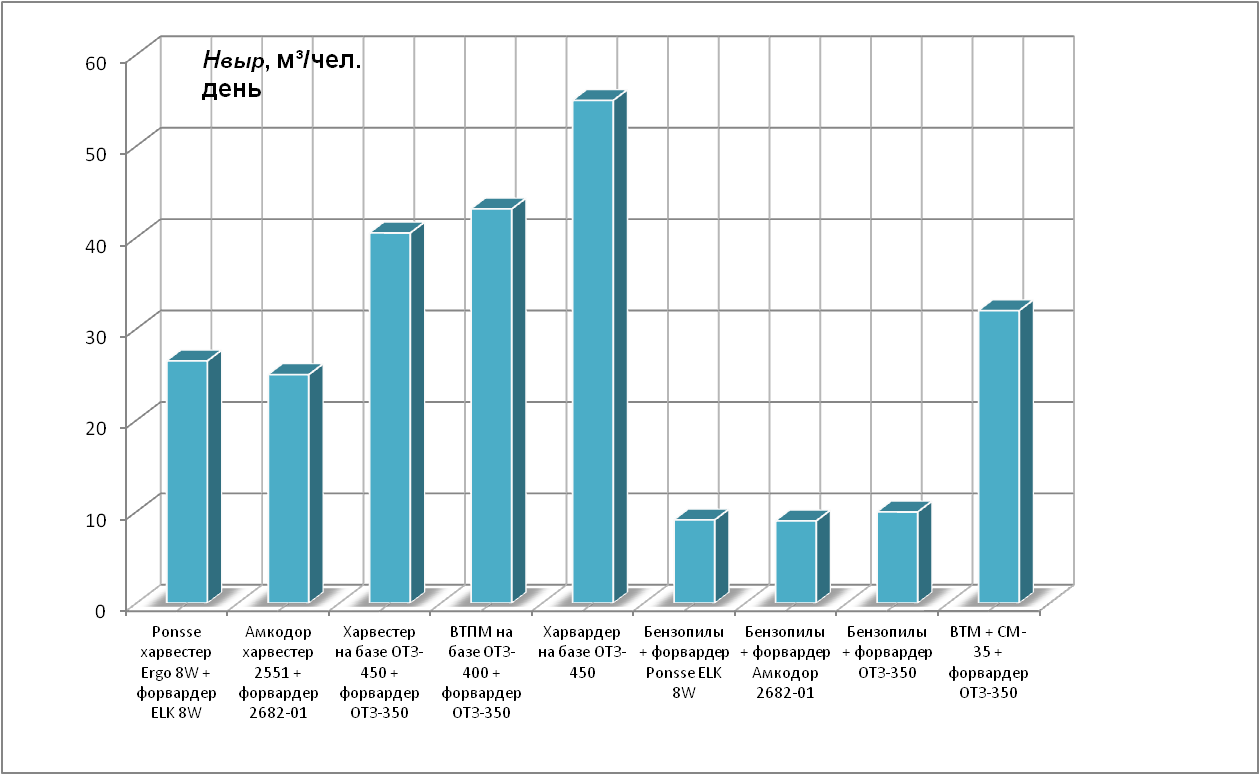 Нвыр, м³/чел.
день
60
50
40
30
20
10
0
Ponsse
харвестер
Ergo 8W +
форвардер
ELK 8W
Амкодор
харвестер
2551 +
форвардер
2682-01
Харвестер
на базе ОТЗ-
450 +
форвардер
ОТЗ-350
ВТПМ на
базе ОТЗ-
400 +
форвардер
ОТЗ-350
Харвардер
на базе ОТЗ-
450
Бензопилы
+ форвардер
Ponsse ELK
8W
Бензопилы
+ форвардер
Амкодор
2682-01
Бензопилы
+ форвардер
ОТЗ-350
ВТМ + СМ-
35 +
форвардер
ОТЗ-350